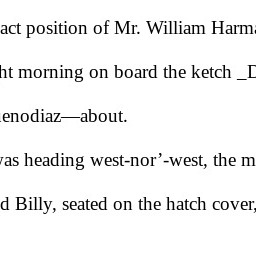 act position of Mr. William Harma
ht morning on board the ketch _D
enodiaz—about.
vas heading west-nor’-west, the m
d Billy, seated on the hatch cover,